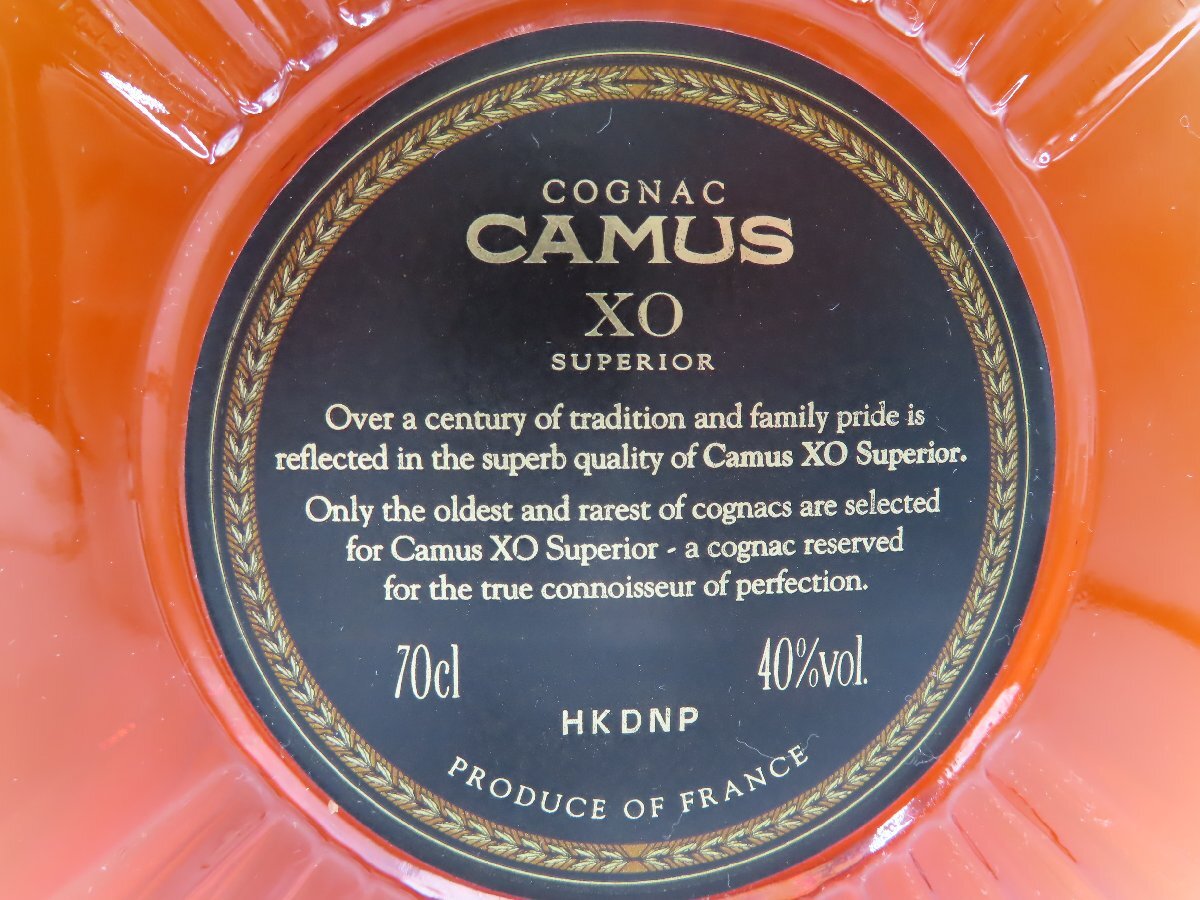 COGNAC
CAMUS
XO
SUPERIOR
Over a century of tradition and family pride is
reflected in the superb quality of Camus XO Superior.
Only the oldest and rarest of cognacs are selected
for Camus XO Superior - a cognac reserved
for the true connoisseur of perfection.
70cl 40%vol.
HKDNP
PRODUCE OF FRANCE